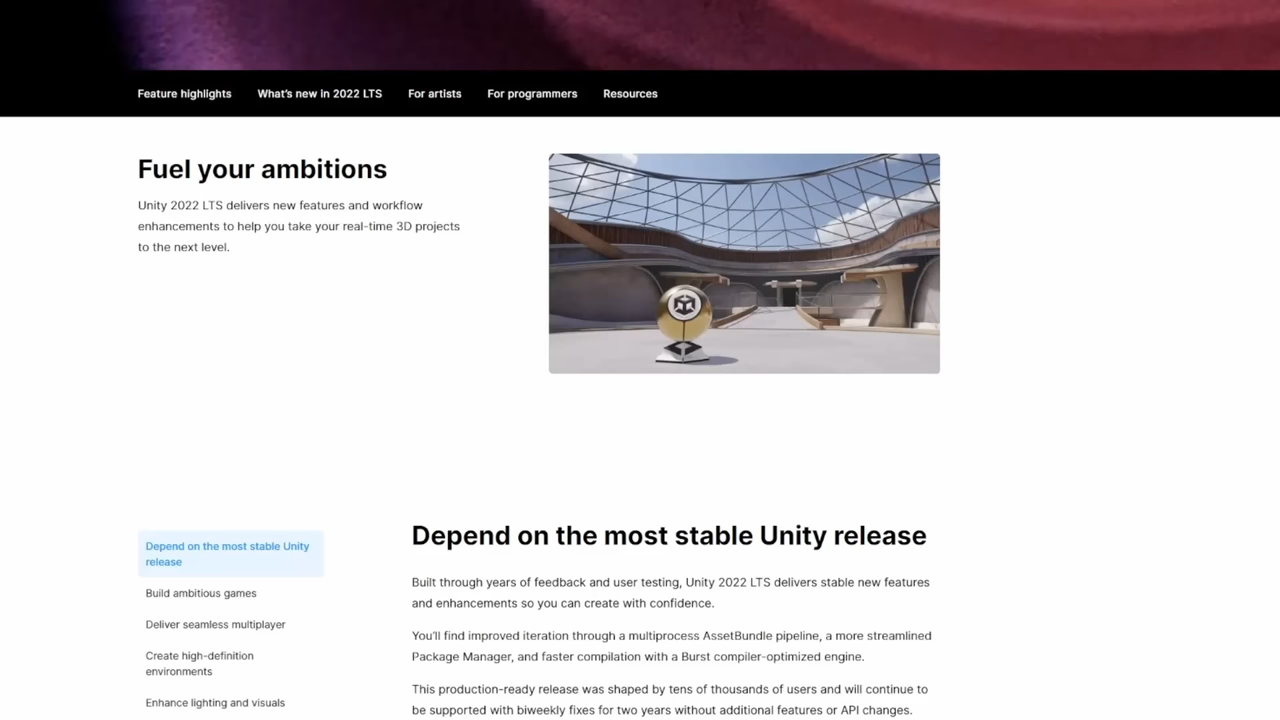 Feature highlights
What's new in 2022 LTS
For artists
For programmers
Resources
Fuel your ambitions
Unity 2022 LTS delivers new features and workflow
enhancements to help you take your real-time 3D projects
to the next level.
Depend on the most stable Unity
release
Build ambitious games
Deliver seamless multiplayer
Create high-definition
environments
Enhance lighting and visuals
Depend on the most stable Unity release
Built through years of feedback and user testing, Unity 2022 LTS delivers stable new features
and enhancements so you can create with confidence.
You'll find improved iteration through a multiprocess AssetBundle pipeline, a more streamlined
Package Manager, and faster compilation with a Burst compiler-optimized engine.
This production-ready release was shaped by tens of thousands of users and will continue to
be supported with biweekly fixes for two years without additional features or API changes.